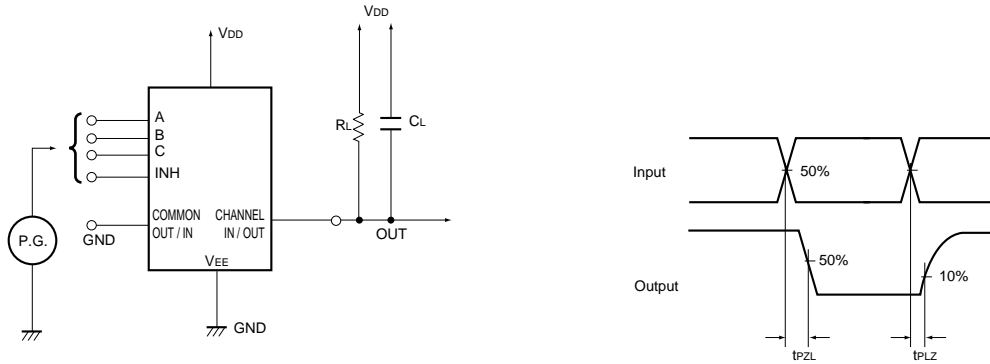 VDD
VDD
A
B
C
INH
RL
CL
COMMON
OUT / IN
CHANNEL
IN / OUT
GND
P.G.
OUT
VEE
GND
Input
50%
Output
50%
10%
tPZL
tPLZ